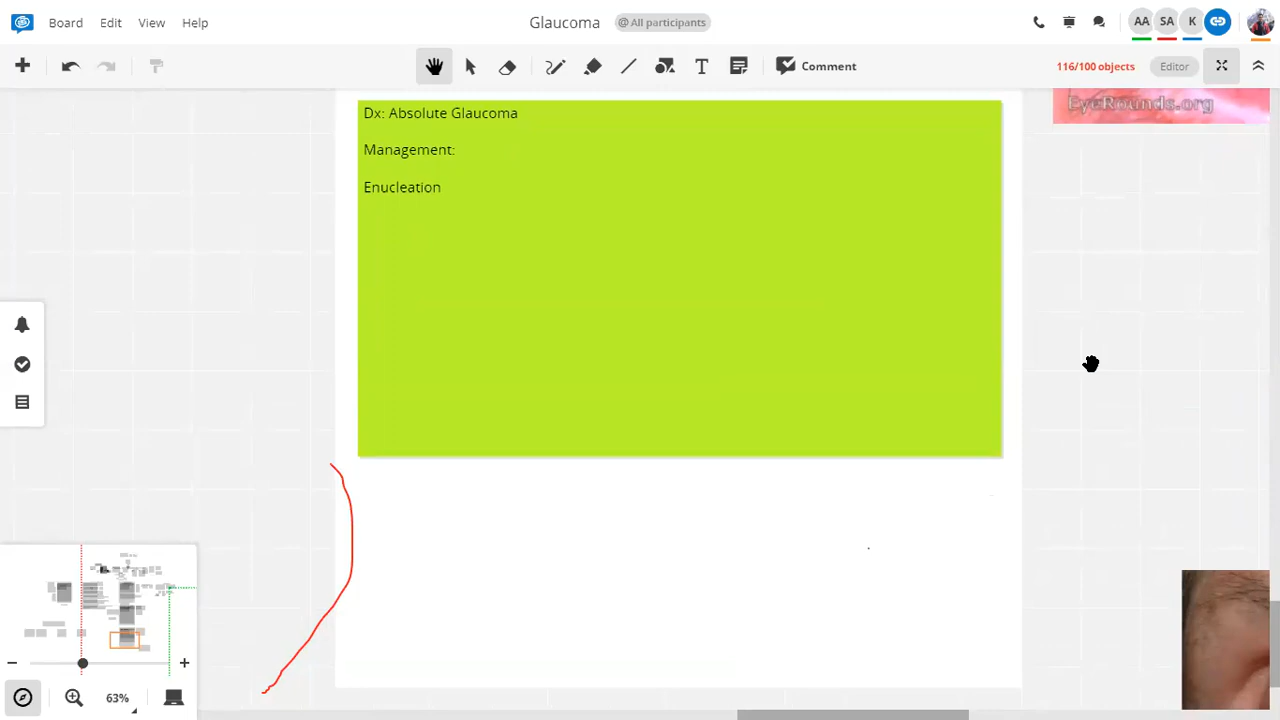 Board Edit View Help Glaucoma @ All participants AA SA K
Comment 116/100 objects Editor
EyeRounds.org
Dx: Absolute Glaucoma
Management:
Enucleation
63%